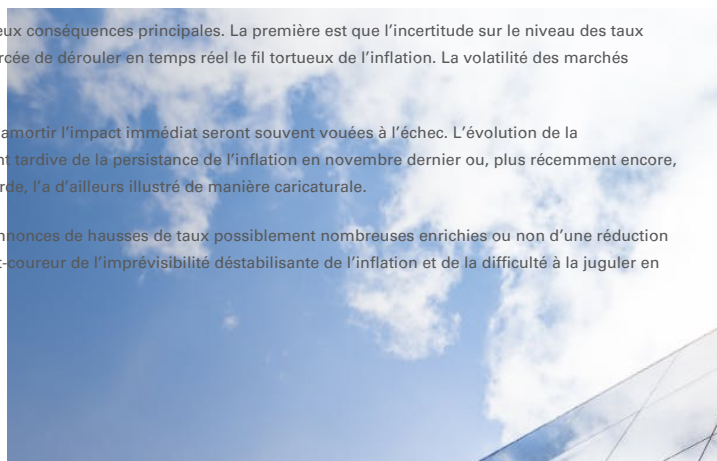 eux conséquences principales. La première est que l’incertitude sur le niveau des taux
rcée de dérouler en temps réel le fil tortueux de l’inflation. La volatilité des marchés
amortir l’impact immédiat seront souvent vouées à l’échec. L’évolution de la
nt tardive de la persistance de l’inflation en novembre dernier ou, plus récemment encore,
rde, l’a d’ailleurs illustré de manière caricaturale.
nnonces de hausses de taux possiblement nombreuses enrichies ou non d’une réduction
t-coureur de l’imprévisibilité déstabilisante de l’inflation et de la difficulté à la juguler en